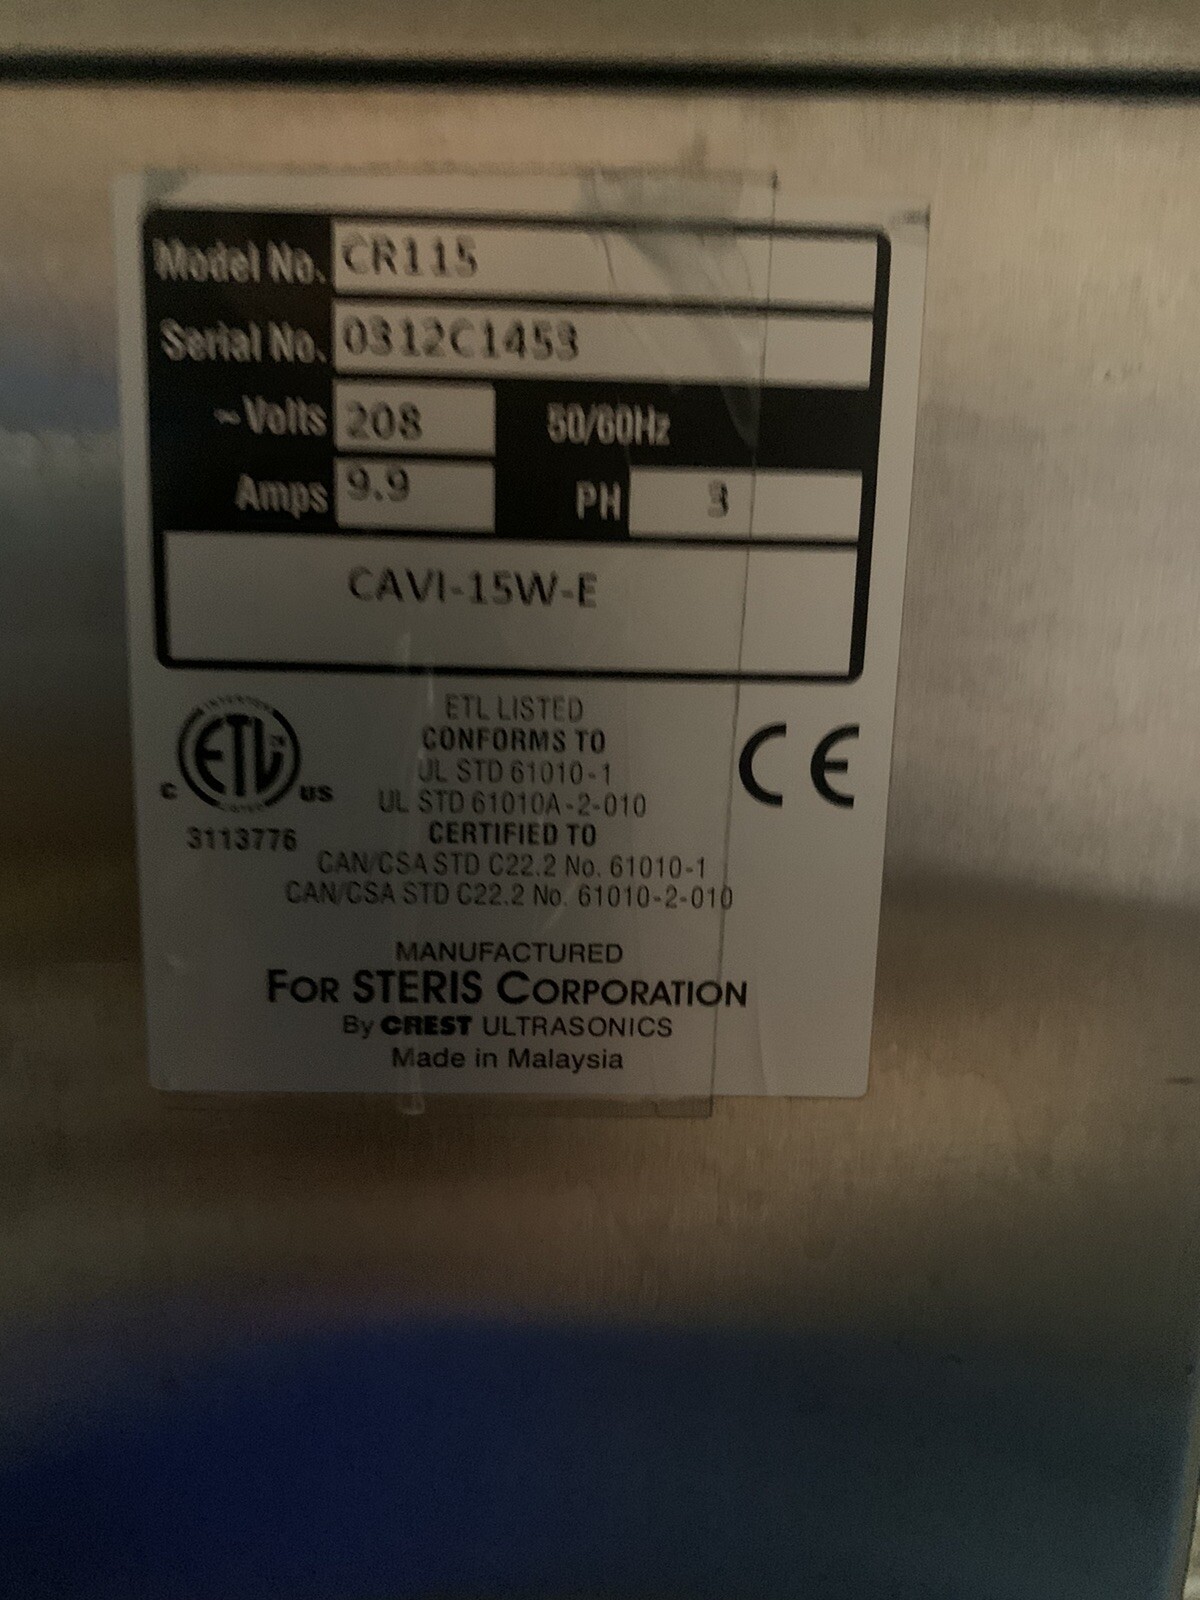 Model No. CR115
Serial No. 0312C1453
~Volts 208 50/60Hz
Amps 9.9 PH 3
CAVI-15W-E
ETL LISTED
CONFORMS TO
UL STD 61010-1
UL STD 61010A-2-010
CERTIFIED TO
CAN/CSA STD C22.2 No. 61010-1
CAN/CSA STD C22.2 No. 61010-2-010
INTERTEK
ETL
C US
3113776
CE
MANUFACTURED
FOR STERIS CORPORATION
By CREST ULTRASONICS
Made in Malaysia